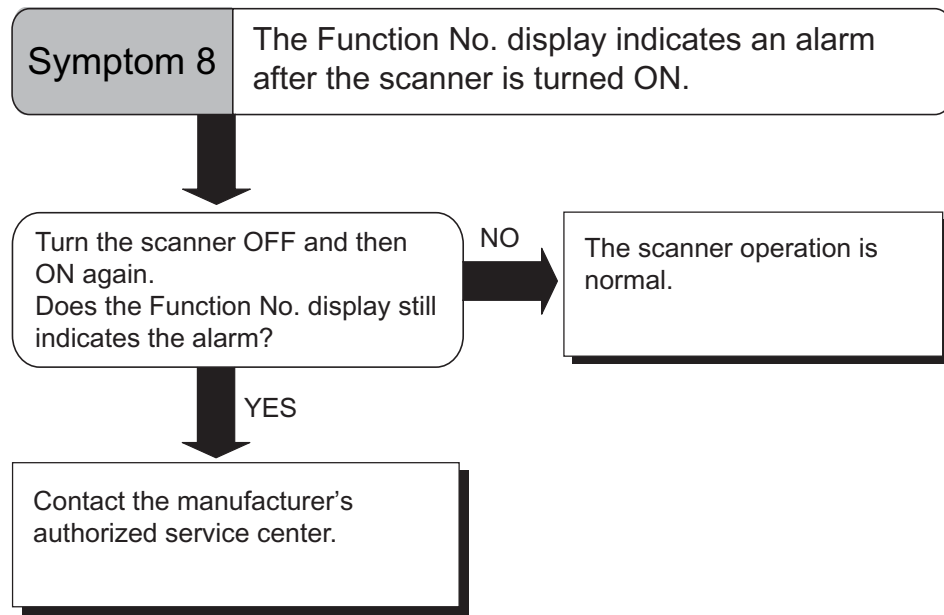 Symptom 8
The Function No. display indicates an alarm
after the scanner is turned ON.
Turn the scanner OFF and then
ON again.
Does the Function No. display still
indicates the alarm?
NO
The scanner operation is
normal.
YES
Contact the manufacturer's
authorized service center.